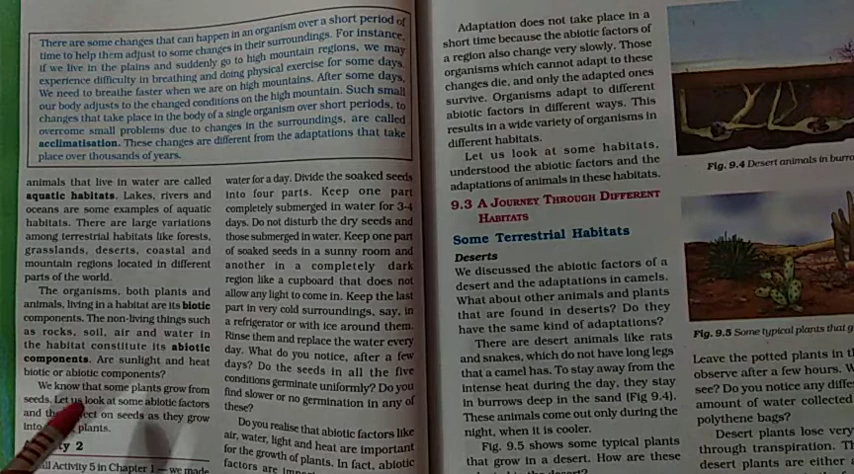 There are some changes that can happen in an organism over a short period of
time to help them adjust to some changes in their surroundings. For instance,
if we live in the plains and suddenly go to high mountain regions, we may
experience difficulty in breathing and doing physical exercise for some days.
We need to breathe faster when we are on high mountains. After some days,
our body adjusts to the changed conditions on the high mountain. Such small
changes that take place in the body of a single organism over short periods, to
overcome small problems due to changes in the surroundings, are called
acclimatisation. These changes are different from the adaptations that take
place over thousands of years.
animals that live in water are called
aquatic habitats. Lakes, rivers and
oceans are some examples of aquatic
habitats. There are large variations
among terrestrial habitats like forests,
grasslands, deserts, coastal and
mountain regions located in different
parts of the world.
The organisms, both plants and
animals, living in a habitat are its biotic
components. The non-living things such
as rocks, soil, air and water in
the habitat constitute its abiotic
components. Are sunlight and heat
biotic or abiotic components?
We know that some plants grow from
seeds. Let us look at some abiotic factors
and on seeds as they grow
into plants.
2
Activity 5 in Chapter 1 — we made
water for a day. Divide the soaked seeds
into four parts. Keep one part
completely submerged in water for 3-4
days. Do not disturb the dry seeds and
those submerged in water. Keep one part
of soaked seeds in a sunny room and
another in a completely dark
region like a cupboard that does not
allow any light to come in. Keep the last
part in very cold surroundings, say, in
a refrigerator or with ice around them.
Rinse them and replace the water every
day. What do you notice, after a few
days? Do the seeds in all the five
conditions germinate uniformly? Do you
find slower or no germination in any of
these?
Do you realise that abiotic factors like
air, water, light and heat are important
for the growth of plants. In fact, abiotic
factors are
Adaptation does not take place in a
short time because the abiotic factors of
a region also change very slowly. Those
organisms which cannot adapt to these
changes die, and only the adapted ones
survive. Organisms adapt to different
abiotic factors in different ways. This
results in a wide variety of organisms in
different habitats.
Let us look at some habitats,
understood the abiotic factors and the
adaptations of animals in these habitats.
9.3 A JOURNEY THROUGH DIFFERENT
HABITATS
Some Terrestrial Habitats
Deserts
We discussed the abiotic factors of a
desert and the adaptations in camels.
What about other animals and plants
that are found in deserts? Do they
have the same kind of adaptations?
There are desert animals like rats
and snakes, which do not have long legs
that a camel has. To stay away from the
intense heat during the day, they stay
in burrows deep in the sand (Fig 9.4).
These animals come out only during the
night, when it is cooler.
Fig. 9.5 shows some typical plants
that grow in a desert. How are these
Fig. 9.4 Desert animals in
Fig. 9.5 Some typical plants that
Leave the potted plants in
observe after a few hours.
see? Do you notice any
amount of water collected
polythene bags?
Desert plants lose very
through transpiration.
desert plants are either